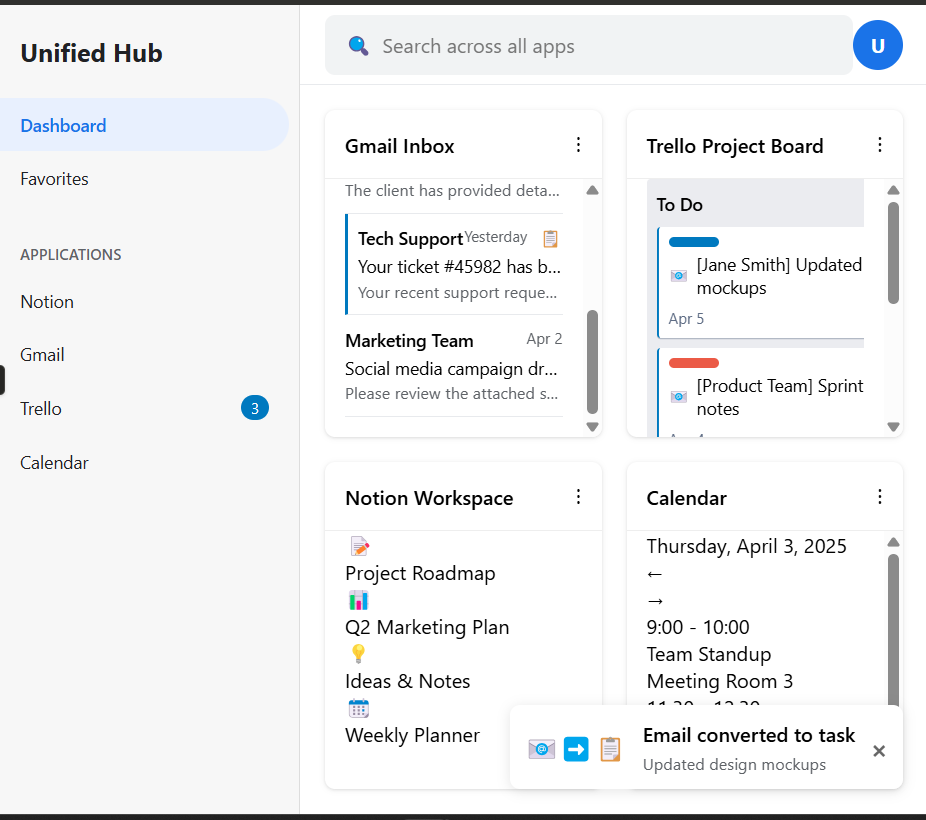 Unified Hub
Dashboard
Favorites
APPLICATIONS
Notion
Gmail
Trello 3
Calendar
Search across all apps
U
Gmail Inbox
The client has provided deta...
Tech Support Yesterday
Your ticket #45982 has b...
Your recent support reque...
Marketing Team Apr 2
Social media campaign dr...
Please review the attached s...
Trello Project Board
To Do
[Jane Smith] Updated
mockups
Apr 5
[Product Team] Sprint
notes
Notion Workspace
Project Roadmap
Q2 Marketing Plan
Ideas & Notes
Weekly Planner
Calendar
Thursday, April 3, 2025
←
→
9:00 - 10:00
Team Standup
Meeting Room 3
Email converted to task
Updated design mockups